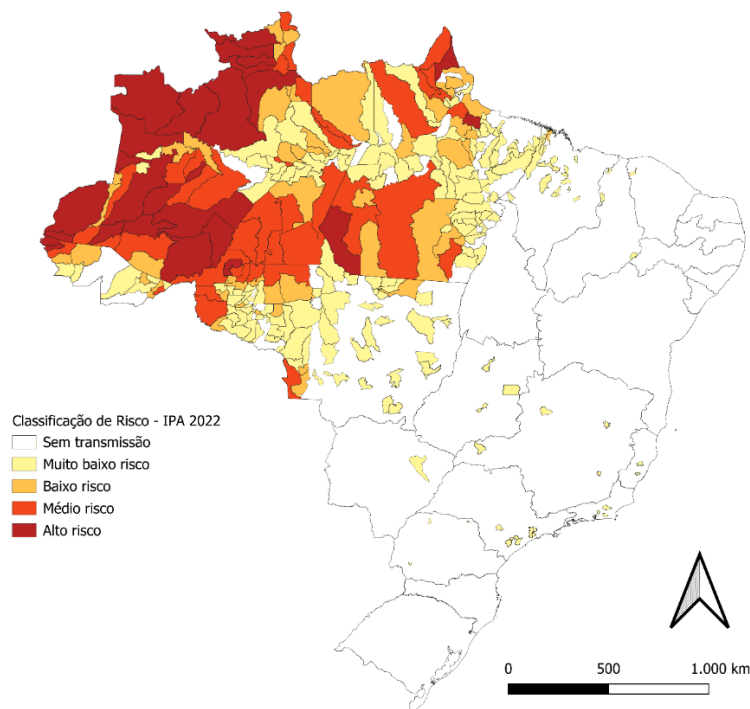 Classificação de Risco - IPA 2022
Sem transmissão
Muito baixo risco
Baixo risco
Médio risco
Alto risco
0 500 1.000 km